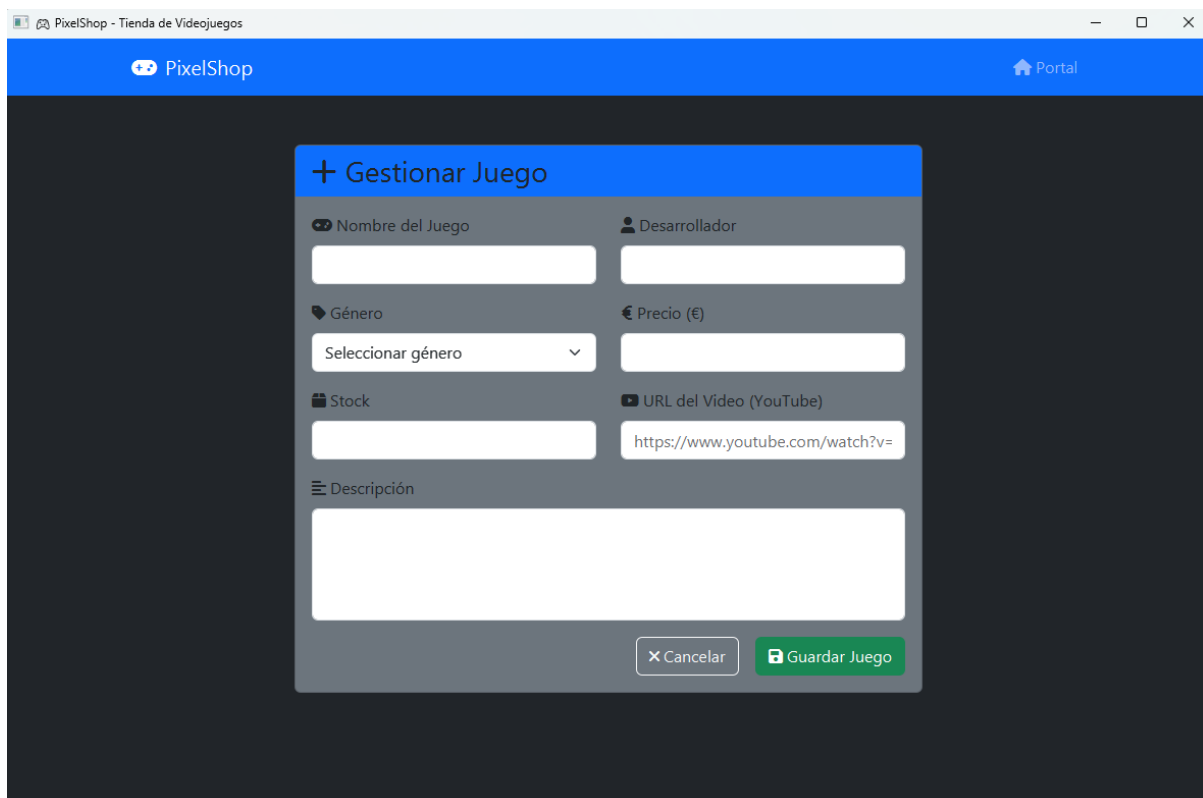 PixelShop - Tienda de Videojuegos
PixelShop
Portal
Gestionar Juego
Nombre del Juego
Desarrollador
Género
Precio (€)
Seleccionar género
Stock
URL del Video (YouTube)
https://www.youtube.com/watch?v=
Descripción
Cancelar
Guardar Juego